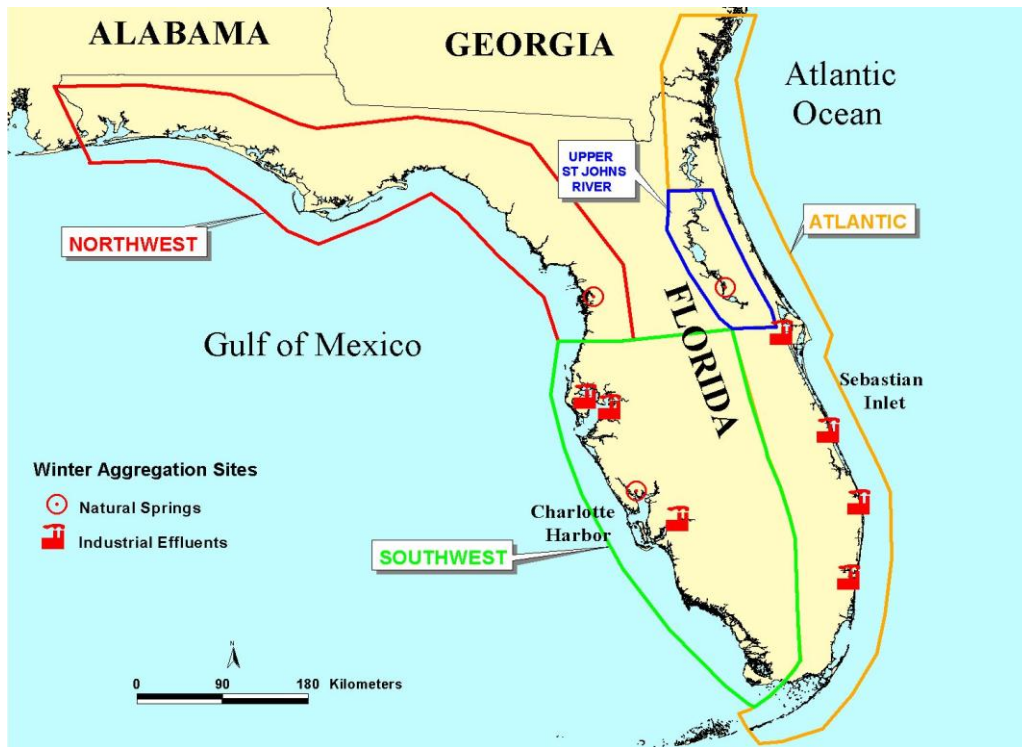 ALABAMA
GEORGIA
Atlantic
Ocean
UPPER
ST JOHNS
RIVER
NORTHWEST
ATLANTIC
FLORIDA
Gulf of Mexico
Sebastian
Inlet
Winter Aggregation Sites
Natural Springs
Industrial Effluents
Charlotte
Harbor
SOUTHWEST
N
0 90 180 Kilometers